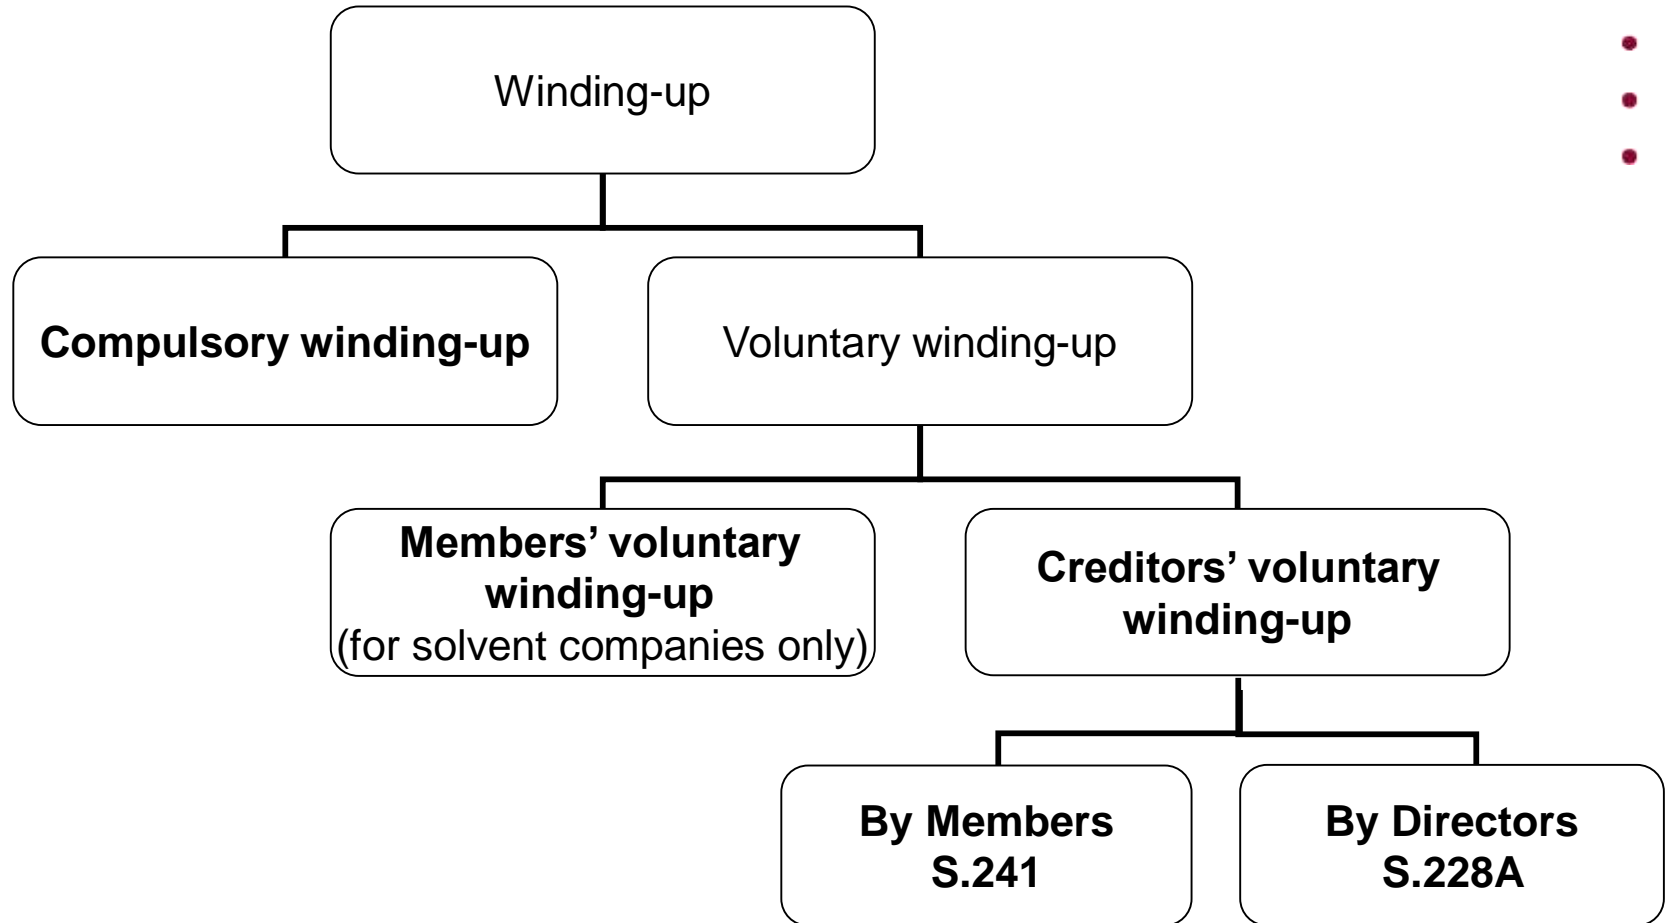 Winding-up
Compulsory winding-up
Voluntary winding-up
Members’ voluntary
winding-up
(for solvent companies only)
Creditors’ voluntary
winding-up
By Members
S.241
By Directors
S.228A